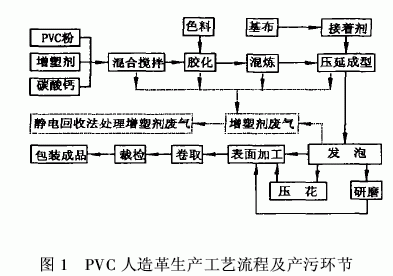 色料
基布
接着剂
PVC粉
增塑剂
碳酸钙
混合搅拌
胶化
混炼
压延成型
静电回收法处理增塑剂废气
增塑剂废气
包装成品
裁检
卷取
表面加工
发泡
压花
研磨
图1 PVC人造革生产工艺流程及产污环节